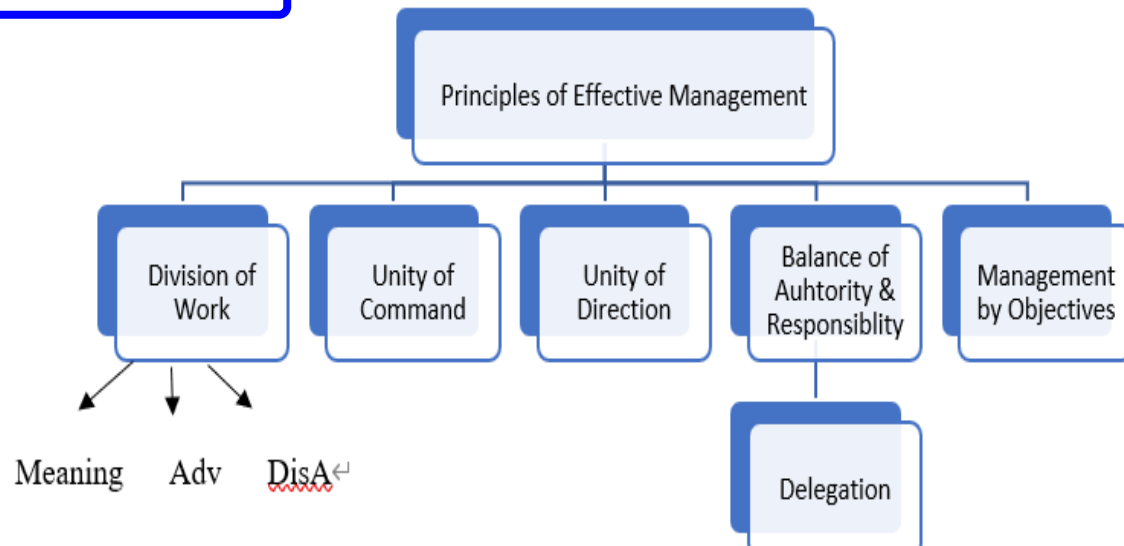 Principles of Effective Management
Division of
Work
Unity of
Command
Unity of
Direction
Balance of
Auhtority &
Responsiblity
Management
by Objectives
Meaning Adv DisA↵
Delegation